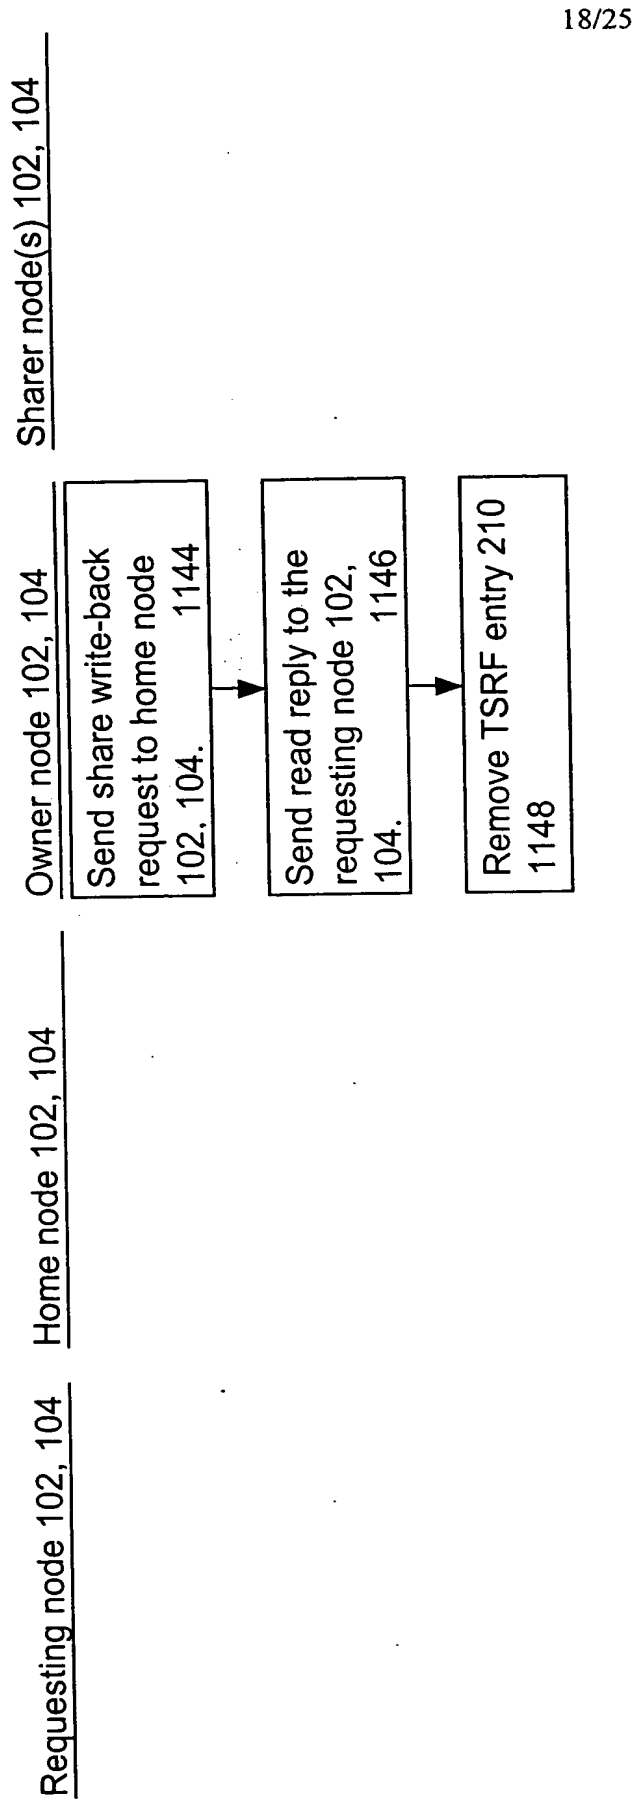 18/25
Requesting node 102, 104
Home node 102, 104
Owner node 102, 104
Sharer node(s) 102, 104
Send share write-back
request to home node
102, 104. 1144
Send read reply to the
requesting node 102,
104. 1146
Remove TSRF entry 210
1148